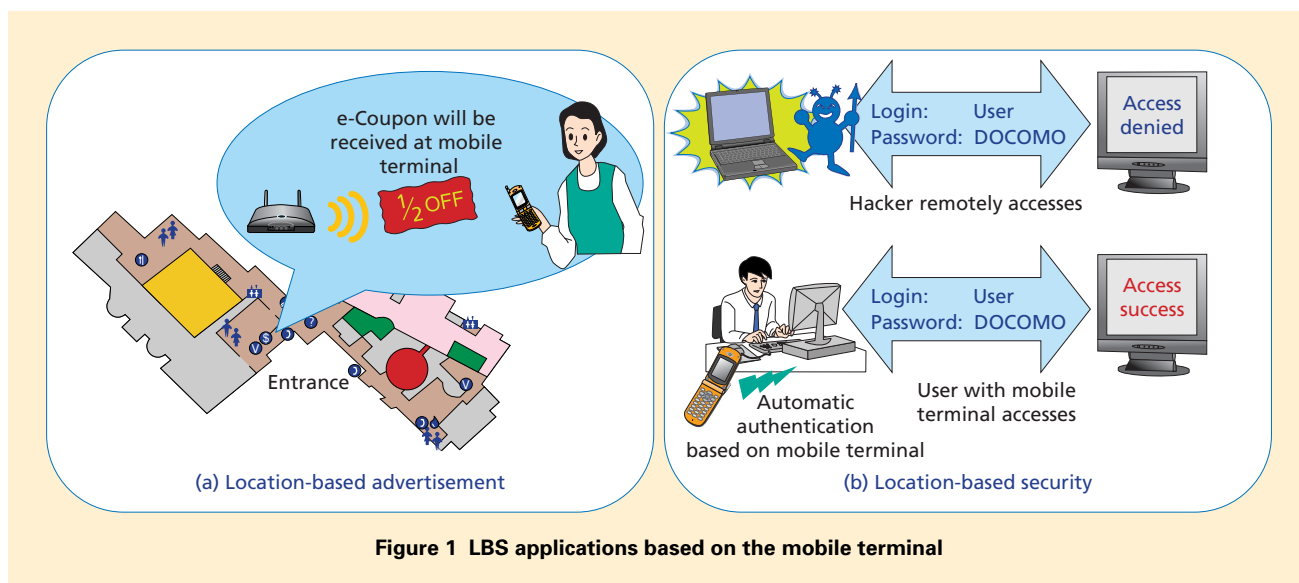 e-Coupon will be
received at mobile
terminal
1/2 OFF
?
S
V
V
Entrance
(a) Location-based advertisement
Login: User
Password: DOCOMO
Access
denied
Hacker remotely accesses
Login: User
Password: DOCOMO
Access
success
Automatic
authentication
based on mobile terminal
User with mobile
terminal accesses
(b) Location-based security
Figure 1 LBS applications based on the mobile terminal